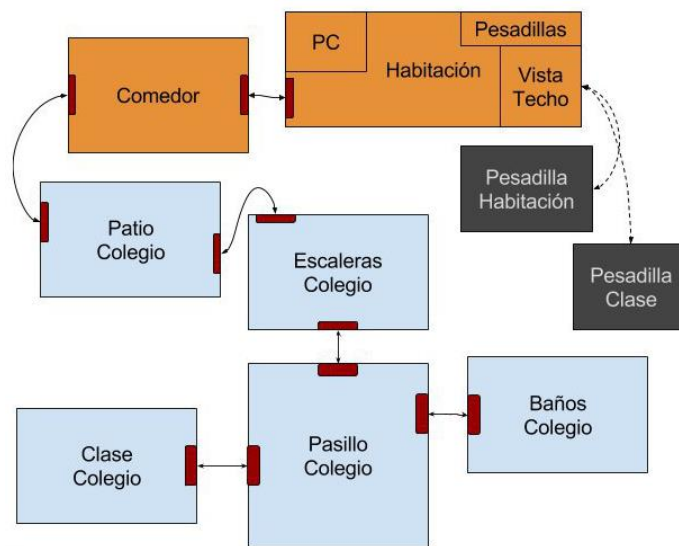 PC
Pesadillas
Habitación
Comedor
Vista
Techo
Pesadilla
Habitación
Patio
Colegio
Escaleras
Colegio
Pesadilla
Clase
Baños
Colegio
Clase
Colegio
Pasillo
Colegio